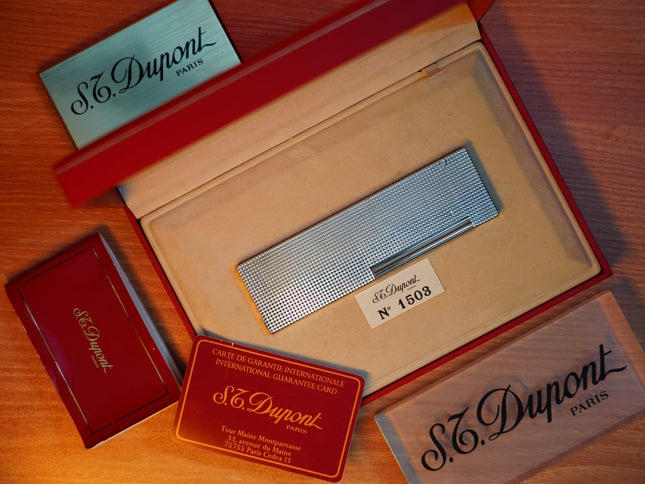 S.T. Dupont
PARIS
S.T. Dupont
PARIS
S.T. Dupont
Nº 1503
CARTE DE GARANTIE INTERNATIONALE
INTERNATIONAL GUARANTEE CARD
S.T. Dupont
PARIS
Tour Maine Montparnasse
33, avenue du Maine
75755 Paris Cedex 15
S.T. Dupont
PARIS